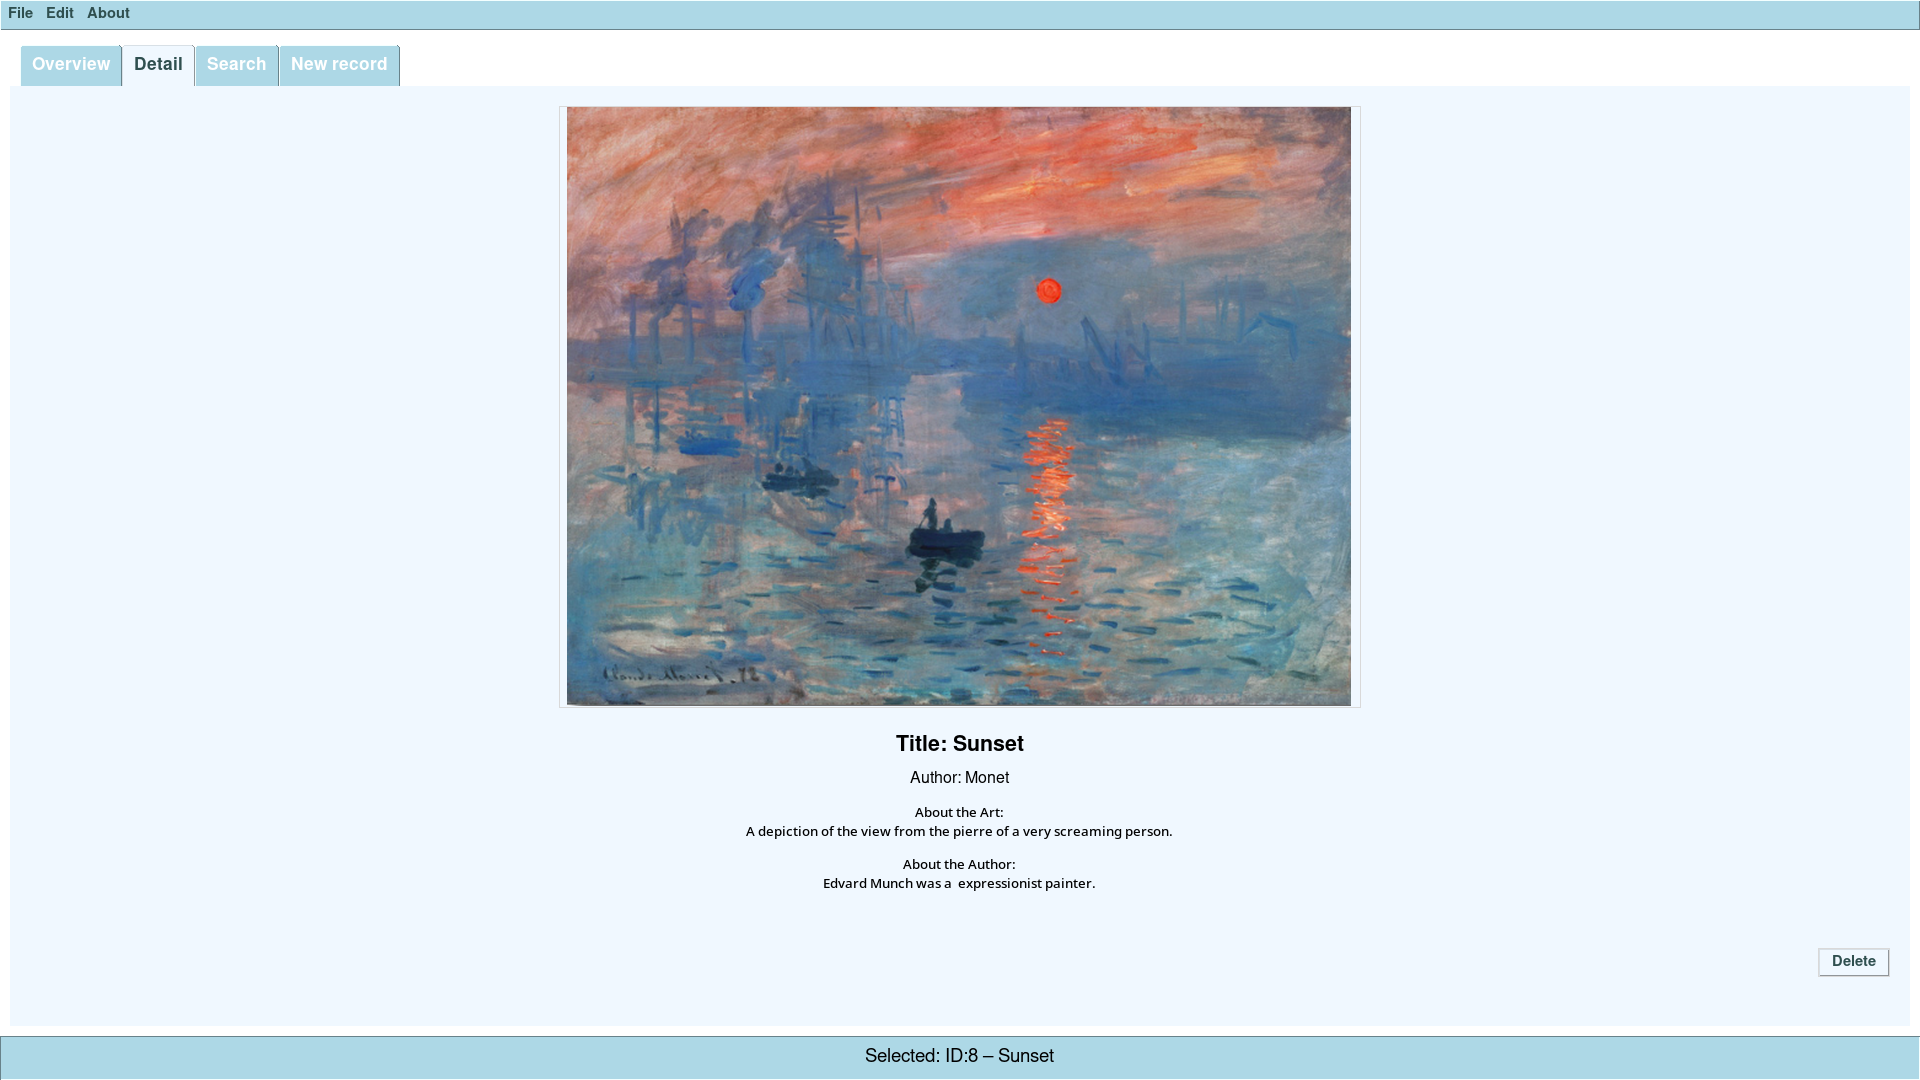 File Edit About
Overview Detail Search New record
Claude Monet . 72
Title: Sunset
Author: Monet
About the Art:
A depiction of the view from the pierre of a very screaming person.
About the Author:
Edvard Munch was a  expressionist painter.
Delete
Selected: ID:8 – Sunset